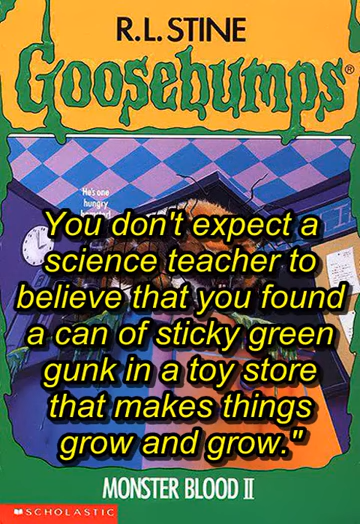 R.L. STINE
Goosebumps®
He's one
hungry
You don't expect a
science teacher to
believe that you found
a can of sticky green
gunk in a toy store
that makes things
grow and grow."
MONSTER BLOOD II
SCHOLASTIC